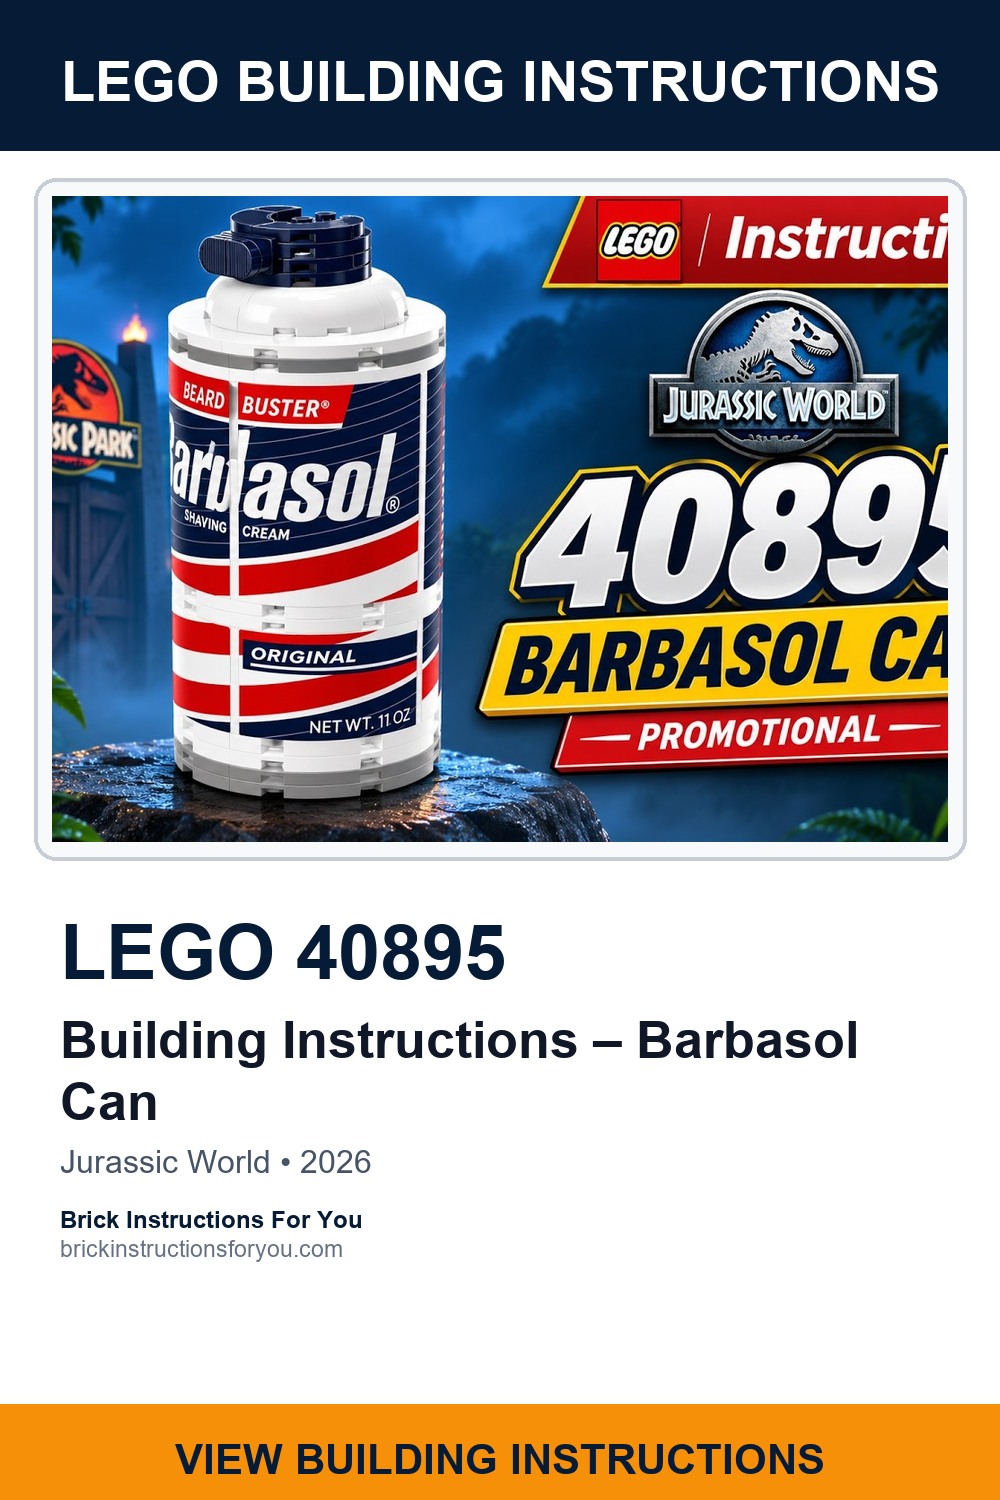 LEGO BUILDING INSTRUCTIONS
LEGO Instructi
JURASSIC WORLD™
SIC PARK
BEARD BUSTER®
arbasol®
SHAVING CREAM
40895
BARBASOL CA
PROMOTIONAL
ORIGINAL
NET WT. 11 OZ
LEGO 40895
Building Instructions – Barbasol
Can
Jurassic World • 2026
Brick Instructions For You
brickinstructionsforyou.com
VIEW BUILDING INSTRUCTIONS